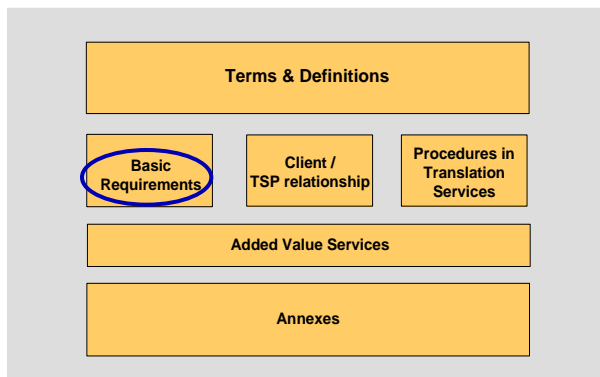 Terms & Definitions
Basic
Requirements
Client /
TSP relationship
Procedures in
Translation
Services
Added Value Services
Annexes